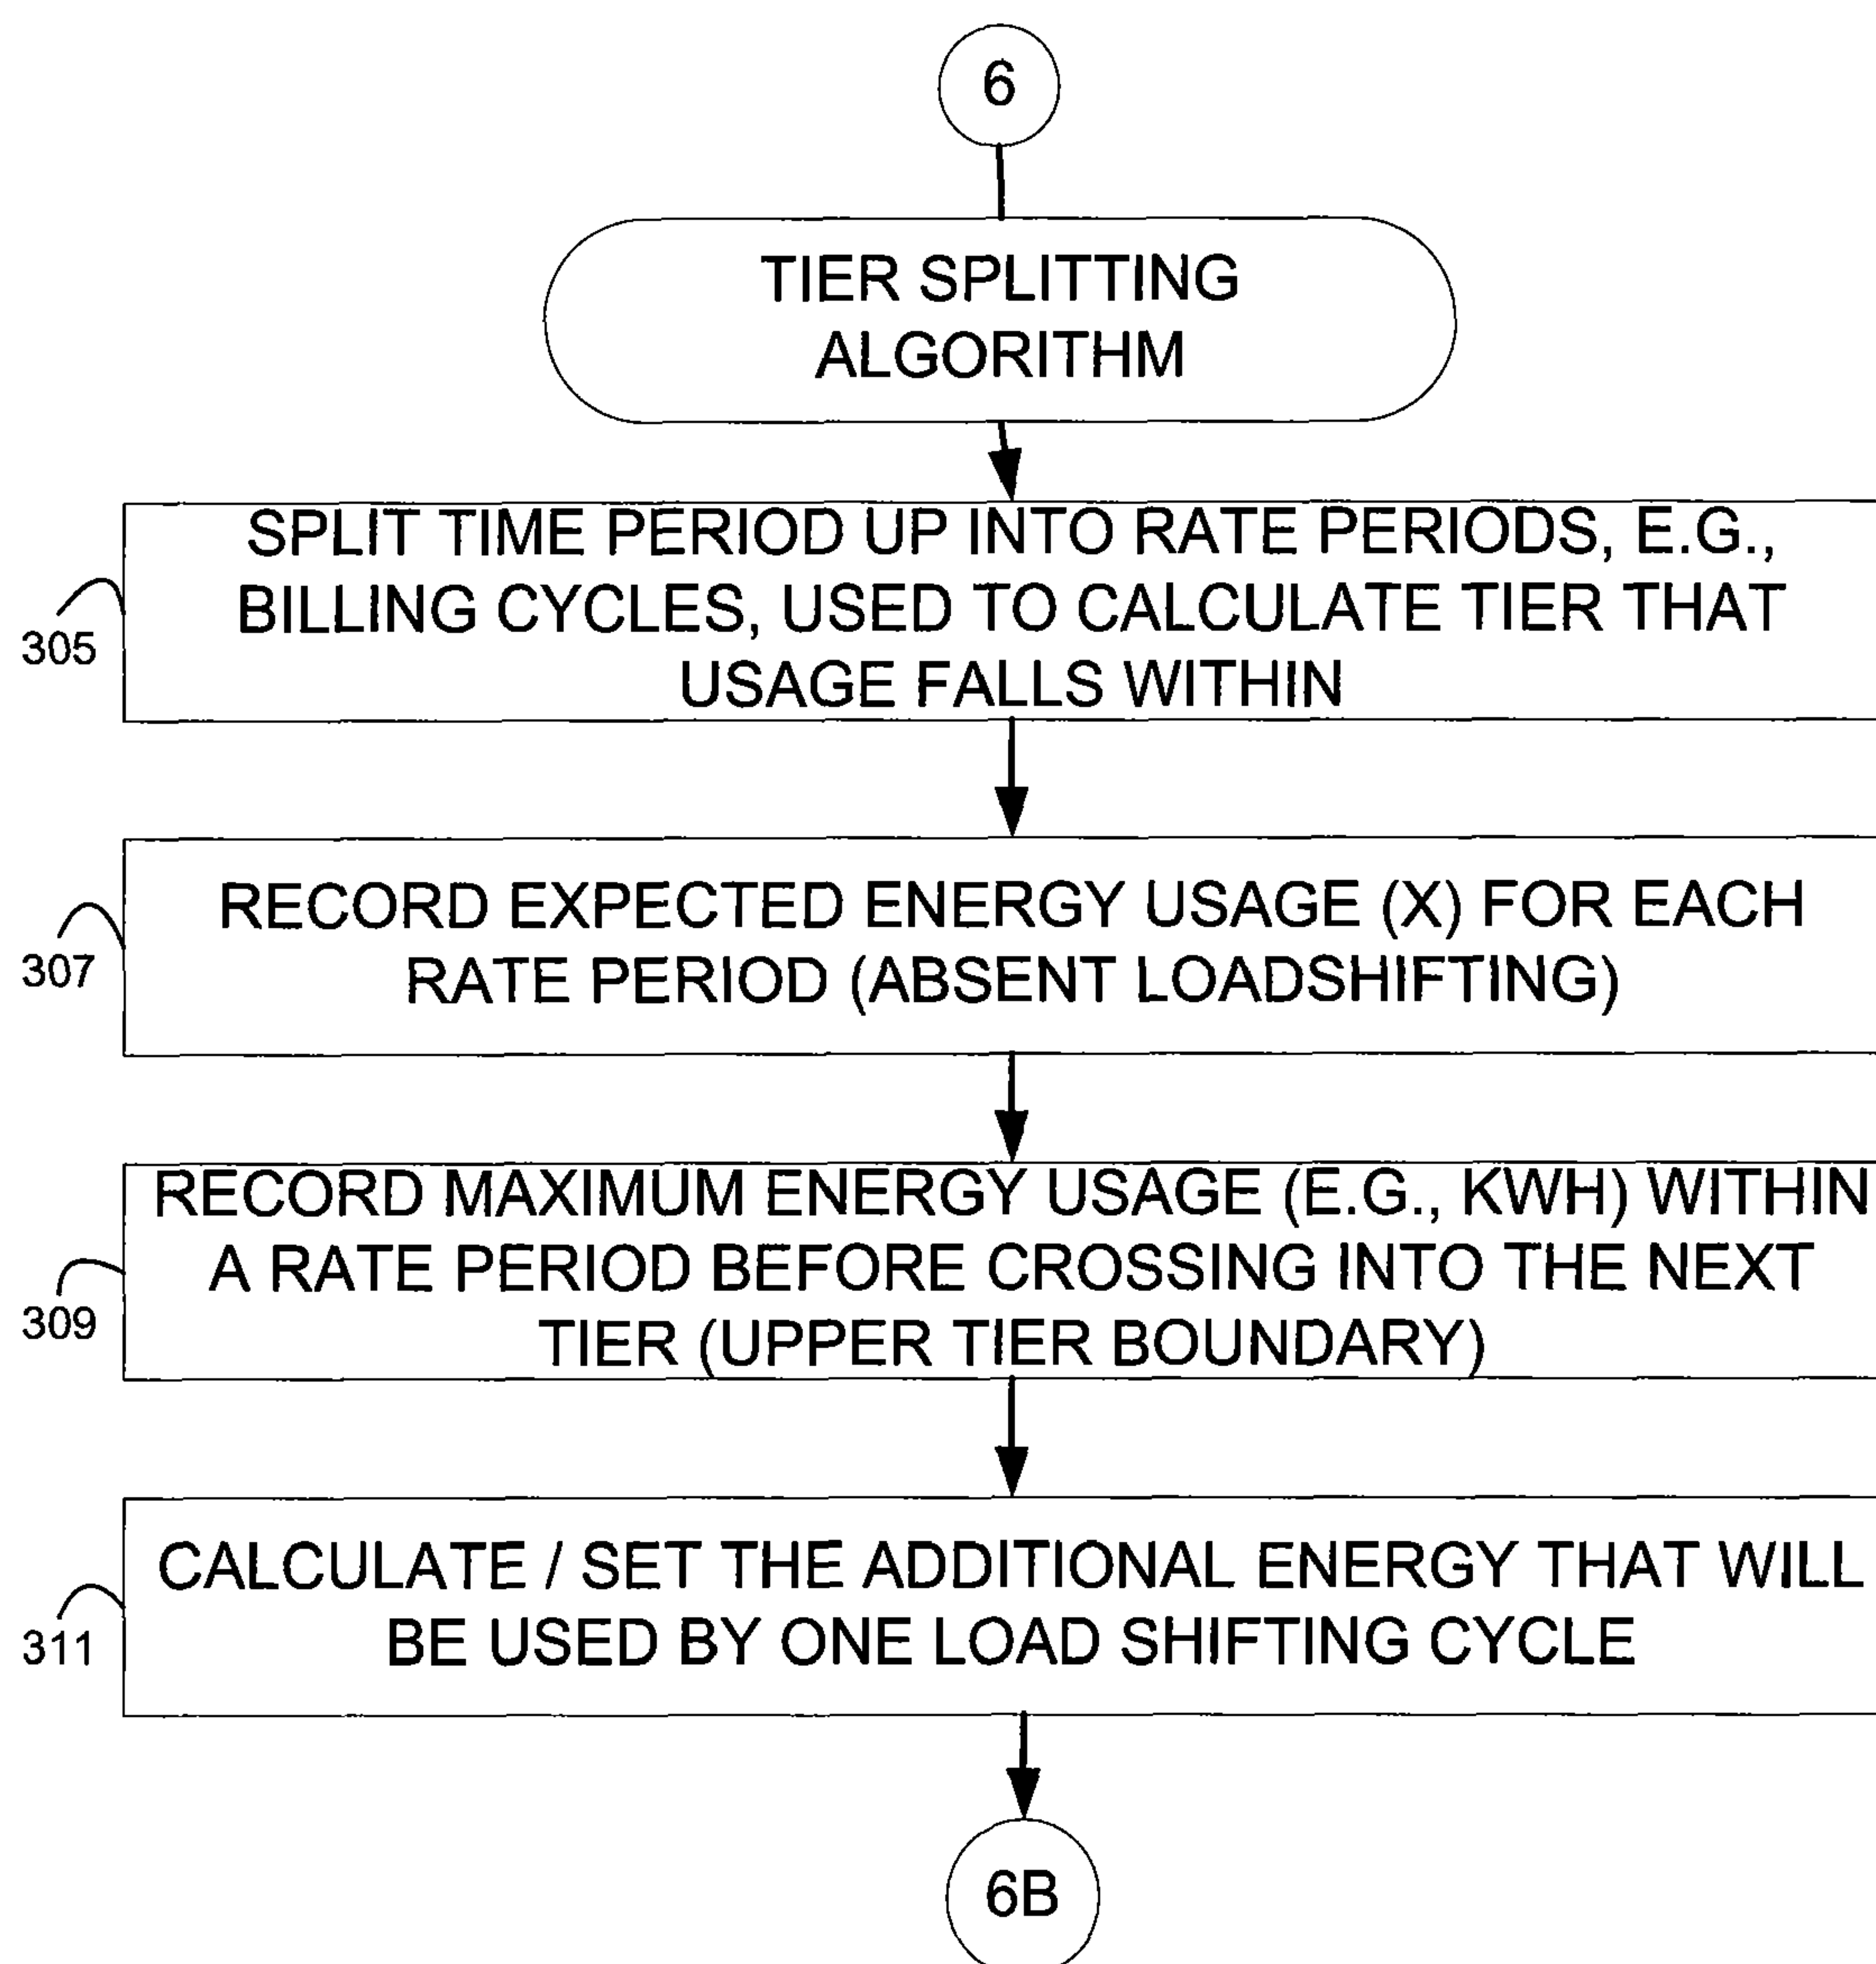 6
TIER SPLITTING
ALGORITHM
SPLIT TIME PERIOD UP INTO RATE PERIODS, E.G.,
BILLING CYCLES, USED TO CALCULATE TIER THAT
USAGE FALLS WITHIN
305
RECORD EXPECTED ENERGY USAGE (X) FOR EACH
RATE PERIOD (ABSENT LOADSHIFTING)
307
RECORD MAXIMUM ENERGY USAGE (E.G., KWH) WITHIN
A RATE PERIOD BEFORE CROSSING INTO THE NEXT
TIER (UPPER TIER BOUNDARY)
309
CALCULATE / SET THE ADDITIONAL ENERGY THAT WILL
BE USED BY ONE LOAD SHIFTING CYCLE
311
6B